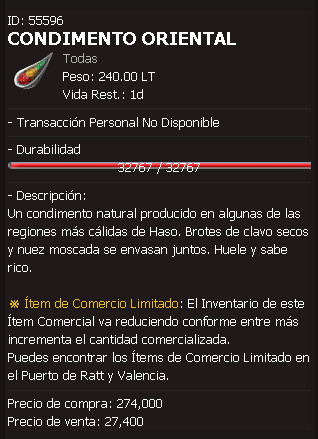 ID: 55596
CONDIMENTO ORIENTAL
Todas
Peso: 240.00 LT
Vida Rest.: 1d
- Transacción Personal No Disponible
- Durabilidad
32767 / 32767
- Descripción:
Un condimento natural producido en algunas de las
regiones más cálidas de Haso. Brotes de clavo secos
y nuez moscada se envasan juntos. Huele y sabe
rico.
※ Ítem de Comercio Limitado: El Inventario de este
Ítem Comercial va reduciendo conforme entre más
incrementa el cantidad comercializada.
Puedes encontrar los Ítems de Comercio Limitado en
el Puerto de Ratt y Valencia.
Precio de compra: 274,000
Precio de venta: 27,400